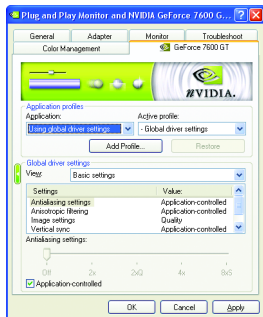 Plug and Play Monitor and NVIDIA GeForce 7600 G...
General Adapter Monitor Troubleshoot
Color Management GeForce 7600 GT
NVIDIA.
Application profiles
Application: Active profile:
Using global driver settings - Global driver settings
Add Profile... Restore
Global driver settings
View: Basic settings
Settings Value:
Antialiasing settings Application-controlled
Anisotropic filtering Application-controlled
Image settings Quality
Vertical sync Application-controlled
Antialiasing settings:
Off 2x 2xQ 4x 8xS
Application-controlled
OK Cancel Apply